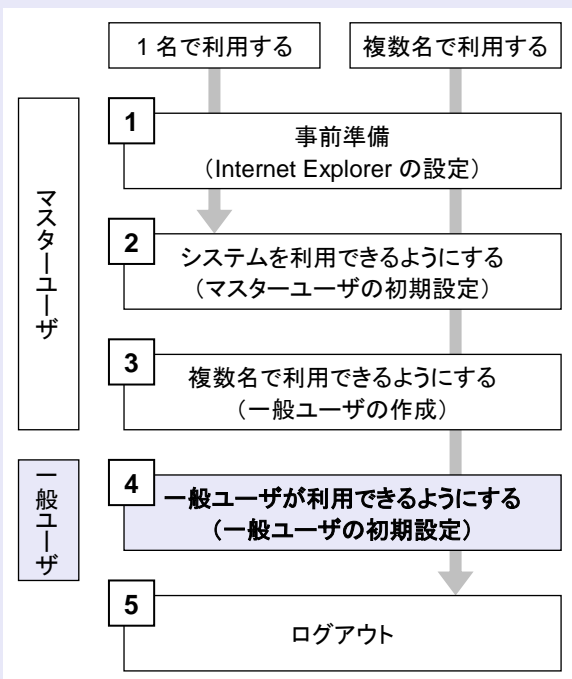 1 名で利用する
複数名で利用する
マスターユーザ
1
事前準備
（Internet Explorer の設定）
2
システムを利用できるようにする
（マスターユーザの初期設定）
3
複数名で利用できるようにする
（一般ユーザの作成）
一般ユーザ
4
一般ユーザが利用できるようにする
（一般ユーザの初期設定）
5
ログアウト